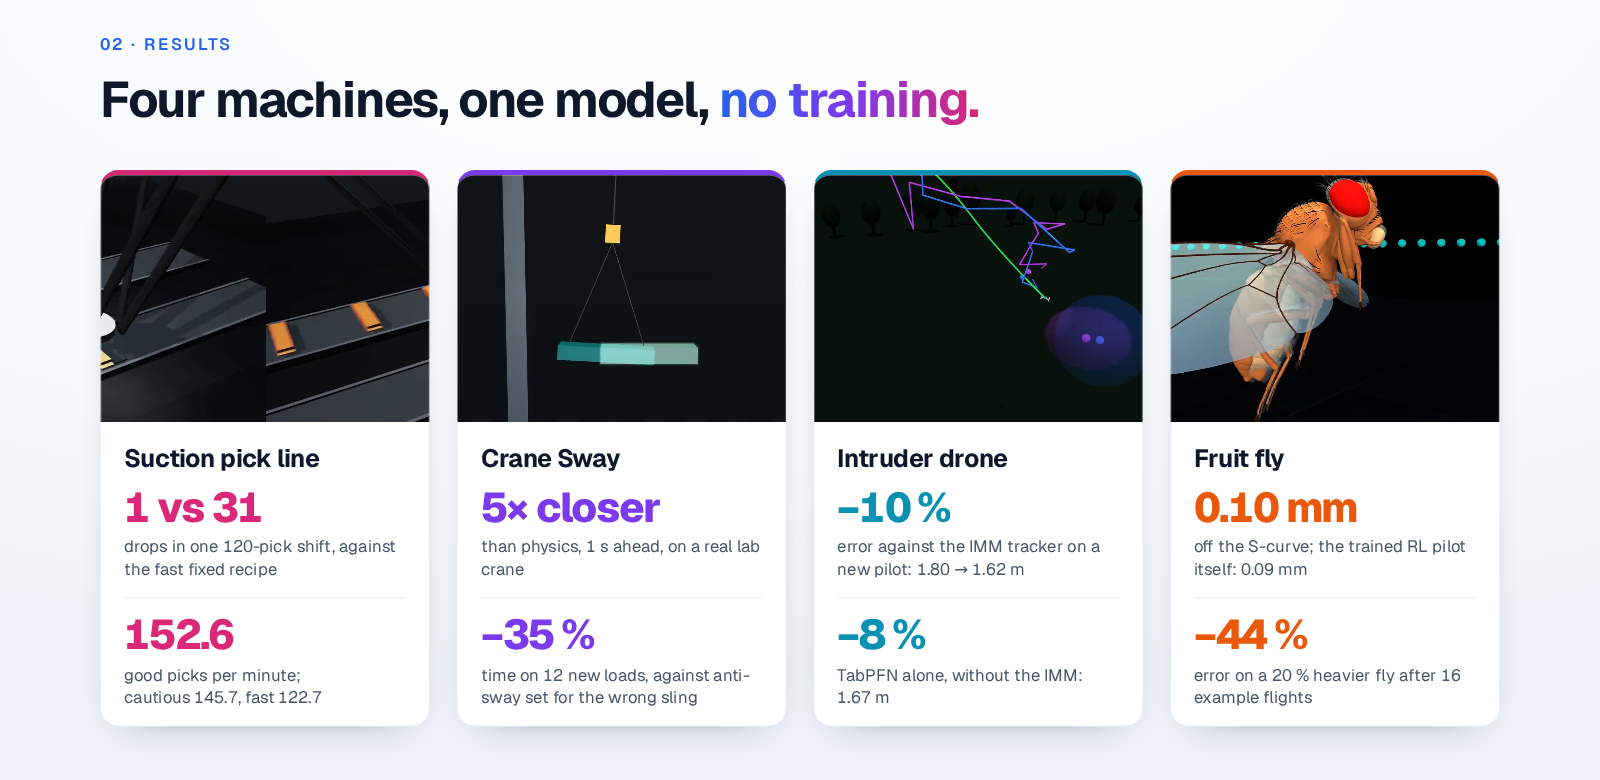 02 · RESULTS
Four machines, one model, no training.
Suction pick line
1 vs 31
drops in one 120-pick shift, against
the fast fixed recipe
152.6
good picks per minute;
cautious 145.7, fast 122.7
Crane Sway
5× closer
than physics, 1 s ahead, on a real lab
crane
−35 %
time on 12 new loads, against anti-
sway set for the wrong sling
Intruder drone
−10 %
error against the IMM tracker on a
new pilot: 1.80 → 1.62 m
−8 %
TabPFN alone, without the IMM:
1.67 m
Fruit fly
0.10 mm
off the S-curve; the trained RL pilot
itself: 0.09 mm
−44 %
error on a 20 % heavier fly after 16
example flights